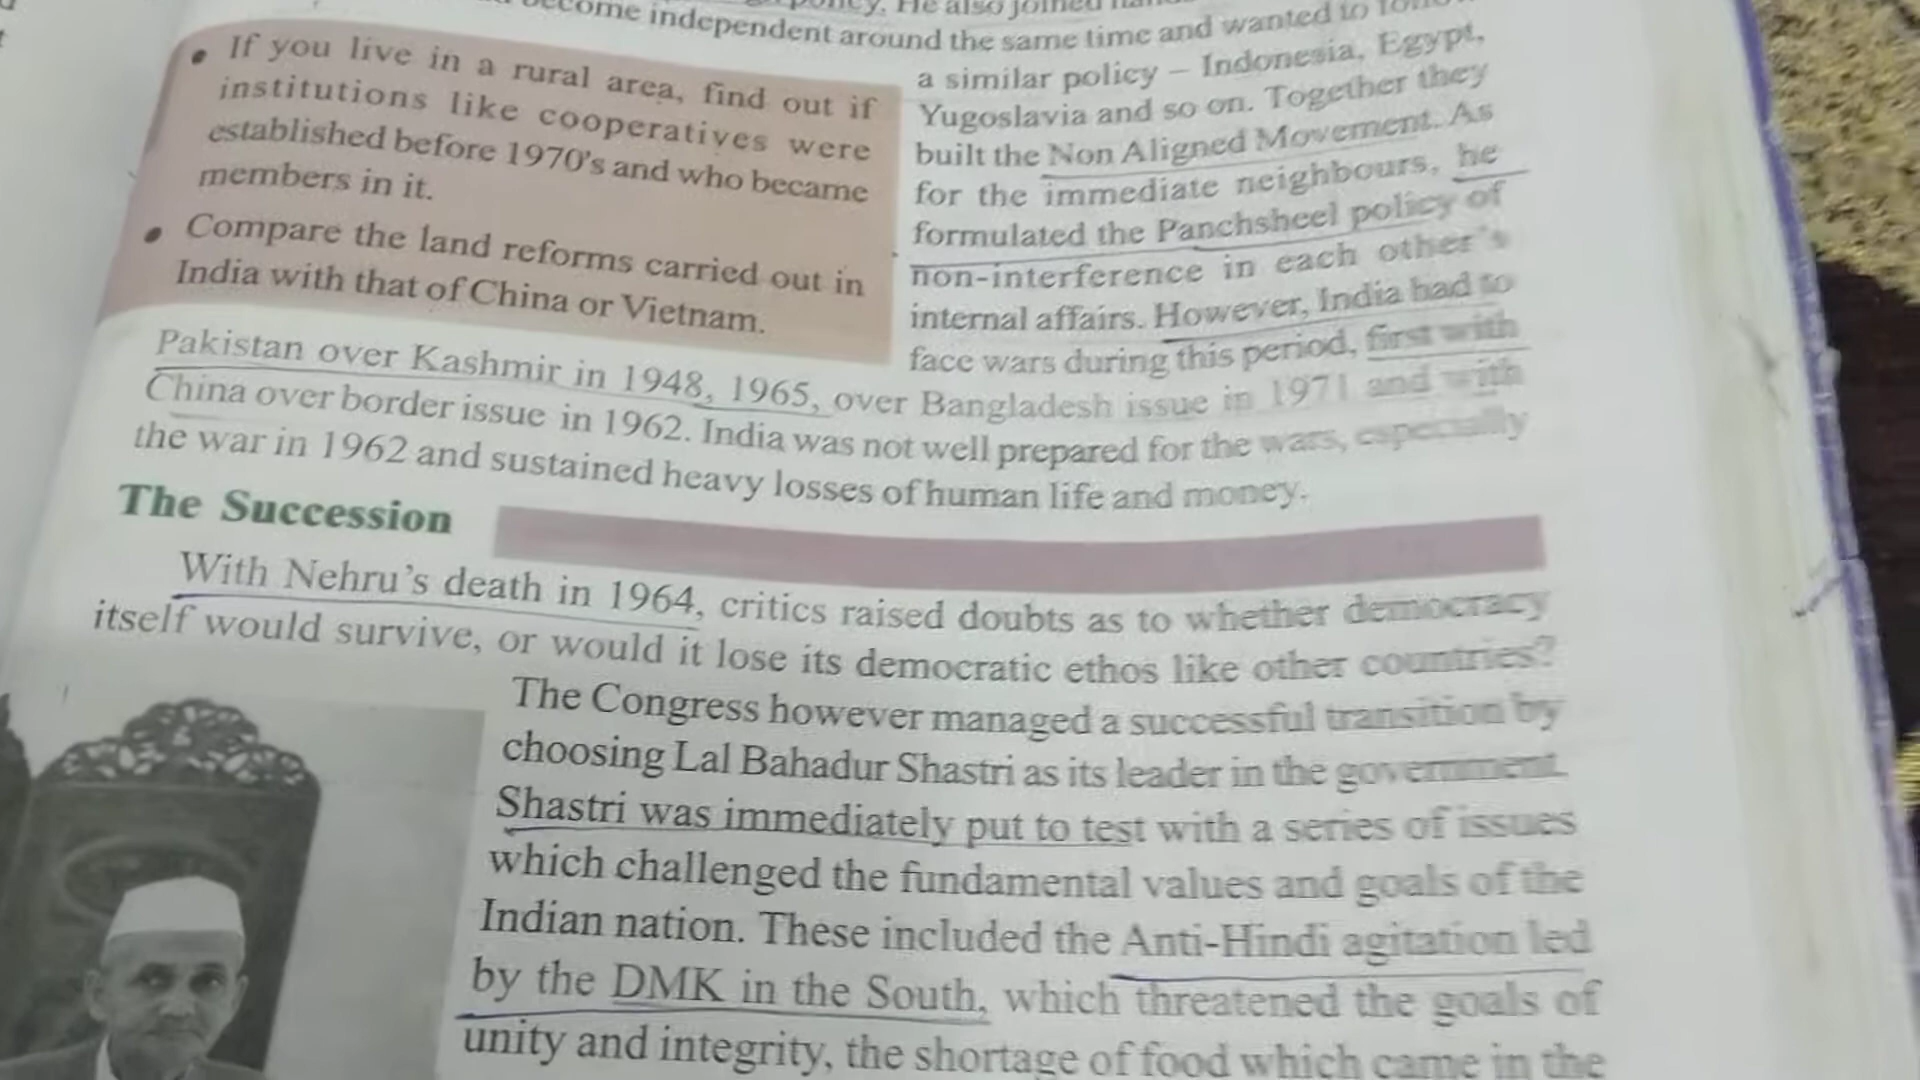 become independent around the same time and wanted to
• If you live in a rural area, find out if
institutions like cooperatives were
established before 1970's and who became
members in it.
• Compare the land reforms carried out in
India with that of China or Vietnam.
a similar policy – Indonesia, Egypt,
Yugoslavia and so on. Together they
built the Non Aligned Movement. As
for the immediate neighbours, he
formulated the Panchsheel policy of
non-interference in each other's
internal affairs. However, India had to
face wars during this period, first with
Pakistan over Kashmir in 1948, 1965, over Bangladesh issue in 1971 and with
China over border issue in 1962. India was not well prepared for the wars, especially
the war in 1962 and sustained heavy losses of human life and money.
The Succession
With Nehru's death in 1964, critics raised doubts as to whether democracy
itself would survive, or would it lose its democratic ethos like other countries?
The Congress however managed a successful transition by
choosing Lal Bahadur Shastri as its leader in the government.
Shastri was immediately put to test with a series of issues
which challenged the fundamental values and goals of the
Indian nation. These included the Anti-Hindi agitation led
by the DMK in the South, which threatened the goals of
unity and integrity, the shortage of food which came in the